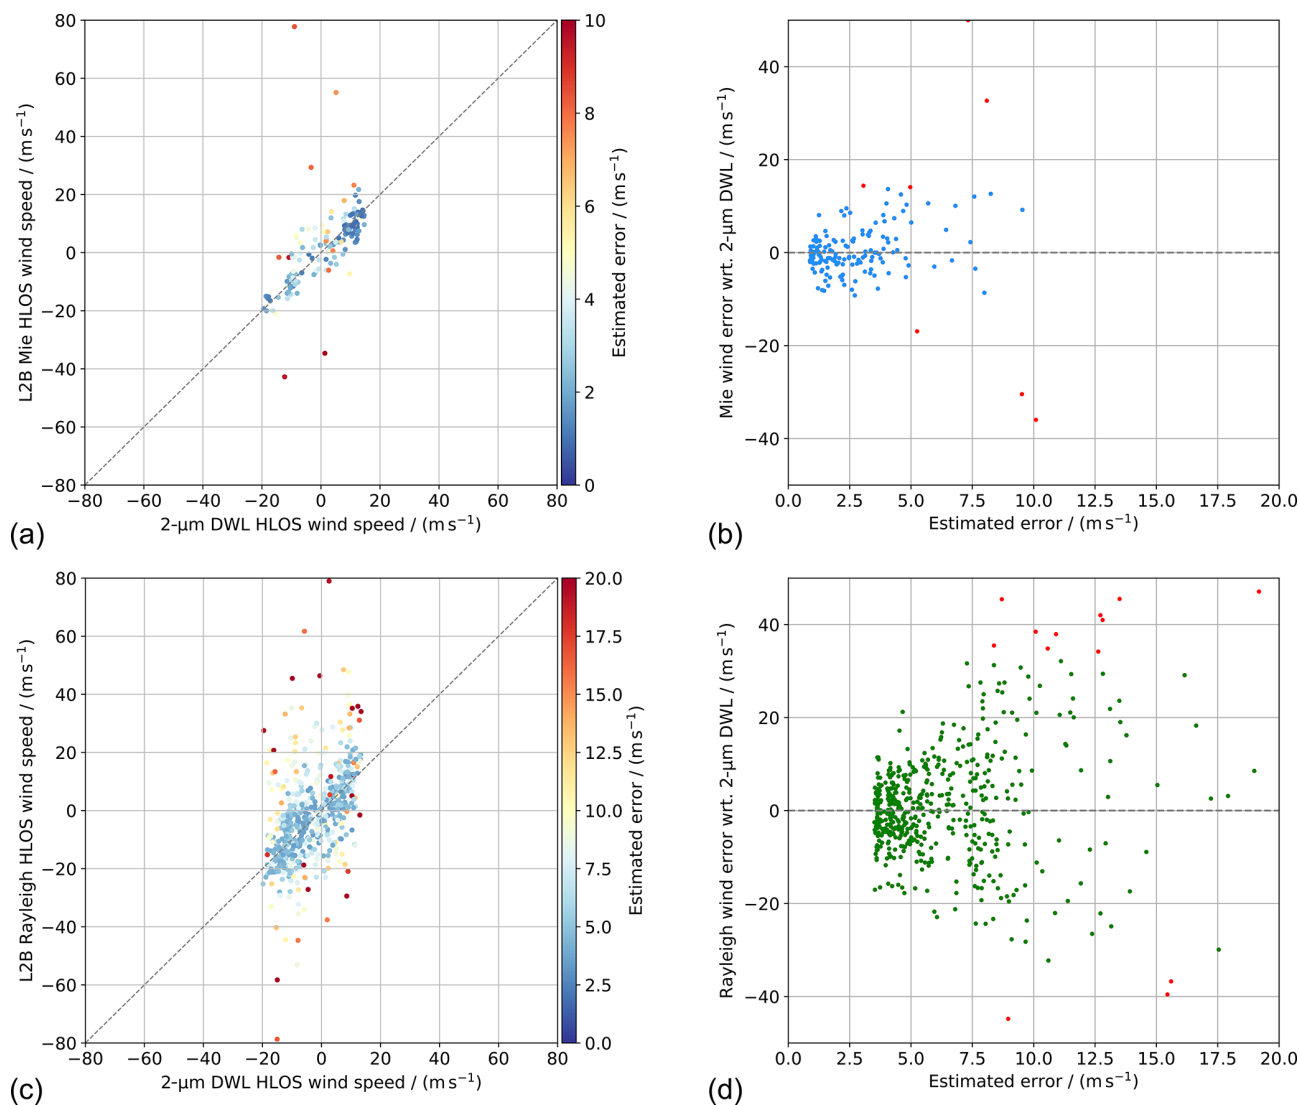 80
60
40
20
0
−20
−40
−60
−80
−80 −60 −40 −20 0 20 40 60 80
L2B Mie HLOS wind speed / (m s⁻¹)
2-μm DWL HLOS wind speed / (m s⁻¹)
10
8
6
4
2
0
Estimated error / (m s⁻¹)
(a)
40
20
0
−20
−40
0.0 2.5 5.0 7.5 10.0 12.5 15.0 17.5 20.0
Mie wind error wrt. 2-μm DWL / (m s⁻¹)
Estimated error / (m s⁻¹)
(b)
80
60
40
20
0
−20
−40
−60
−80
−80 −60 −40 −20 0 20 40 60 80
L2B Rayleigh HLOS wind speed / (m s⁻¹)
2-μm DWL HLOS wind speed / (m s⁻¹)
20.0
17.5
15.0
12.5
10.0
7.5
5.0
2.5
0.0
Estimated error / (m s⁻¹)
(c)
40
20
0
−20
−40
0.0 2.5 5.0 7.5 10.0 12.5 15.0 17.5 20.0
Rayleigh wind error wrt. 2-μm DWL / (m s⁻¹)
Estimated error / (m s⁻¹)
(d)